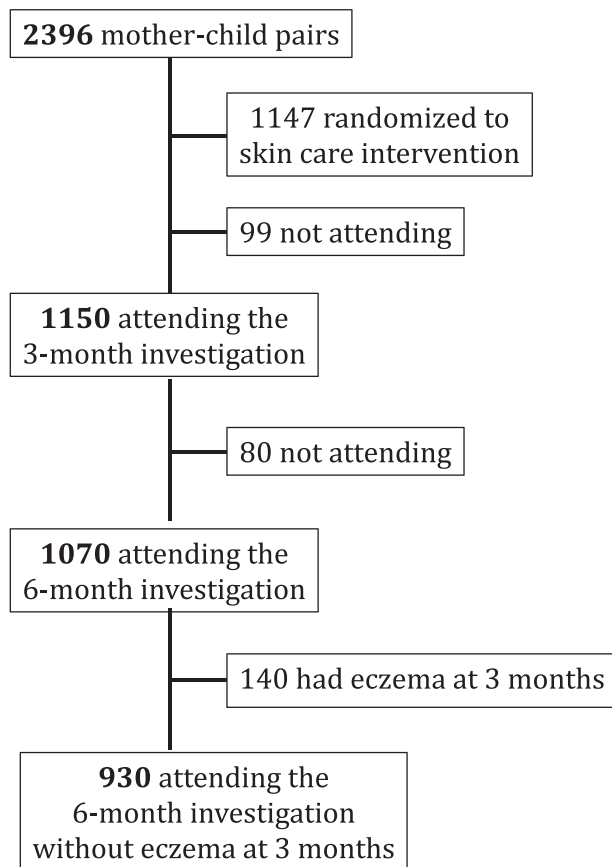 2396 mother-child pairs
1147 randomized to
skin care intervention
99 not attending
1150 attending the
3-month investigation
80 not attending
1070 attending the
6-month investigation
140 had eczema at 3 months
930 attending the
6-month investigation
without eczema at 3 months